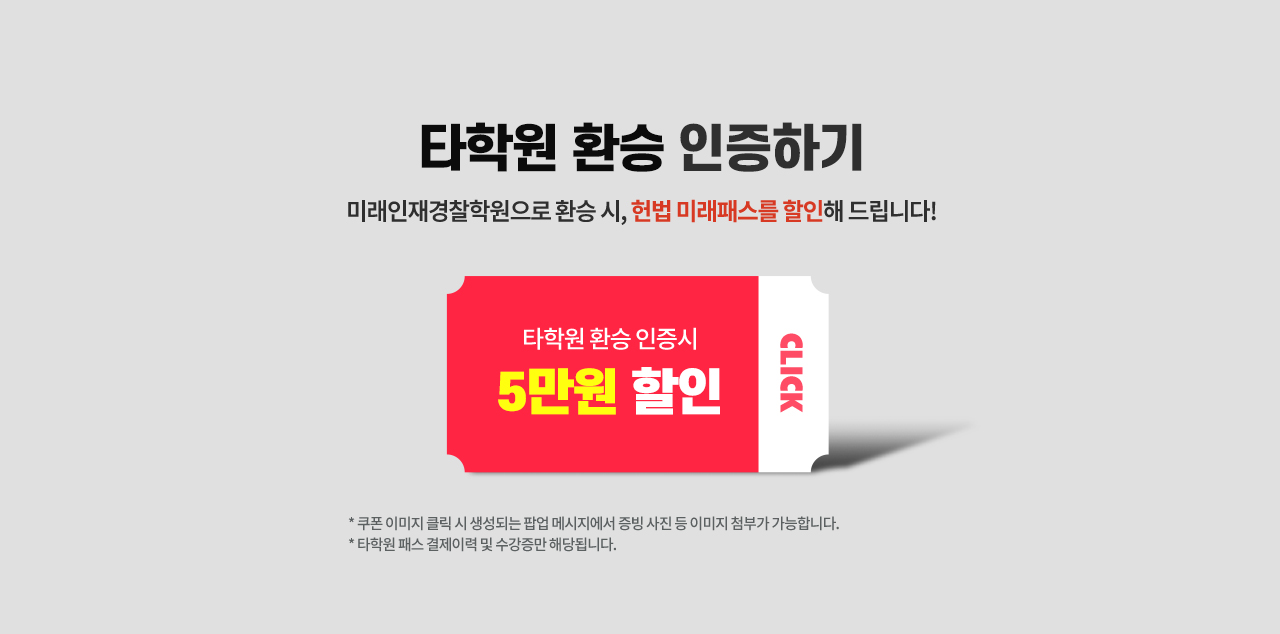 타학원 환승 인증하기
미래인재경찰학원으로 환승 시, 헌법 미래패스를 할인해 드립니다!
타학원 환승 인증시
5만원 할인
CLICK
* 쿠폰 이미지 클릭 시 생성되는 팝업 메시지에서 증빙 사진 등 이미지 첨부가 가능합니다.
* 타학원 패스 결제이력 및 수강증만 해당됩니다.